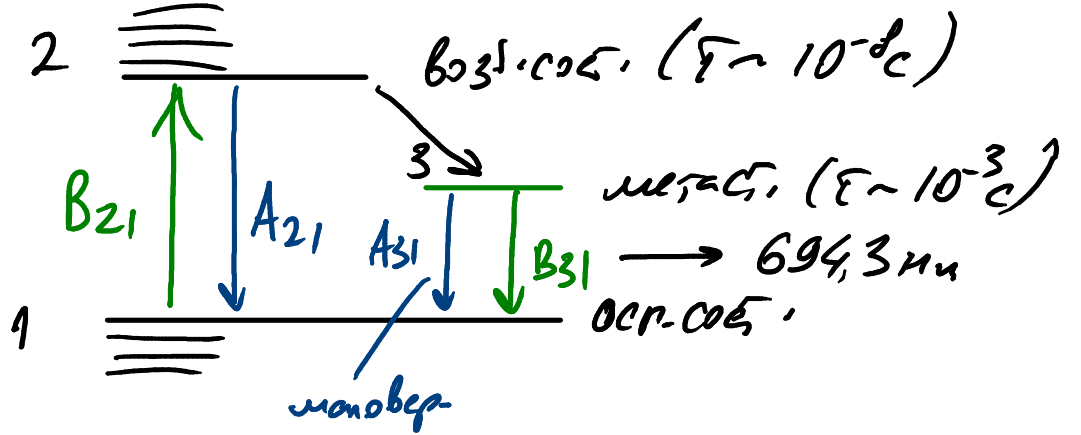 2 возб. сост. (τ ~ 10⁻⁸ с)
3 метаст. (τ ~ 10⁻³ с)
B₂₁ A₂₁ A₃₁ B₃₁ → 694,3 нм
1 осн. сост.
маловер.